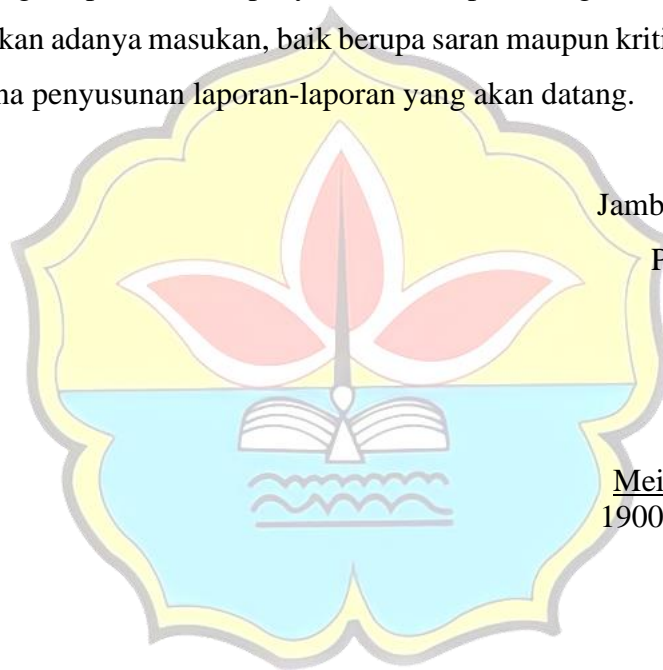 kan adanya masukan, baik berupa saran maupun kriti
na penyusunan laporan-laporan yang akan datang.
Jamb
P
Mei
1900